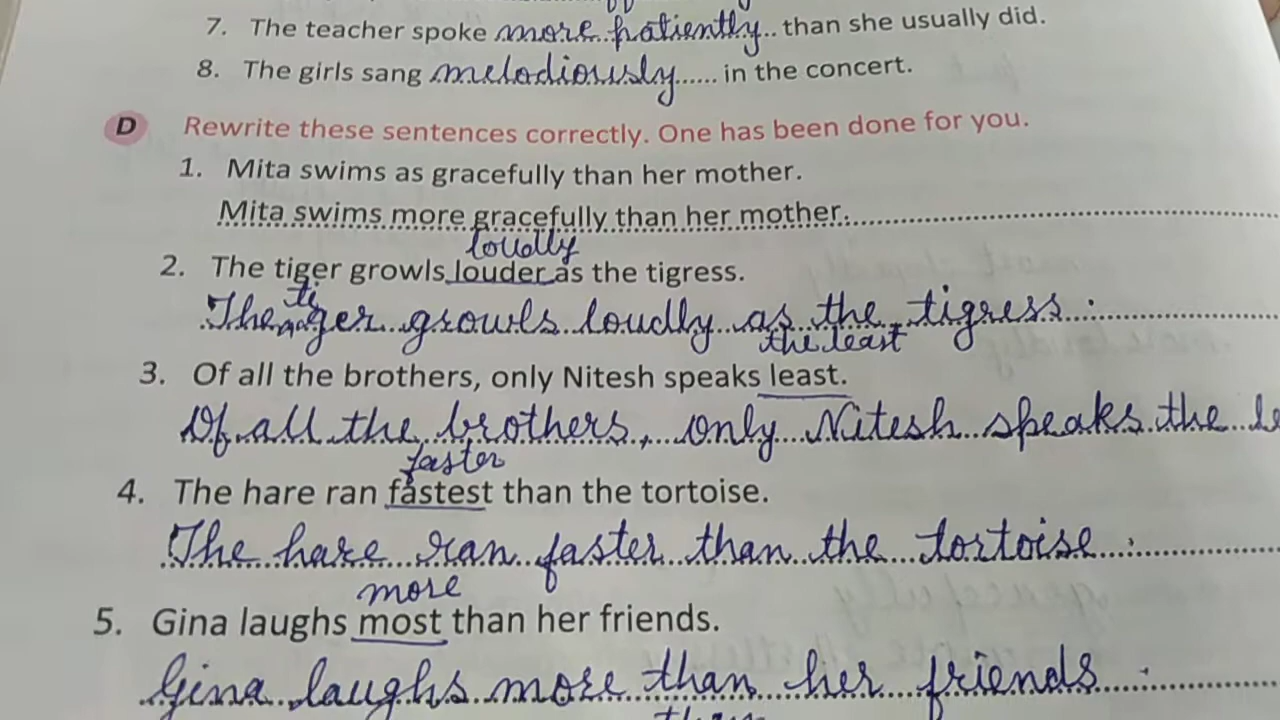 7. The teacher spoke more patiently.. than she usually did.
8. The girls sang melodiously...... in the concert.
D Rewrite these sentences correctly. One has been done for you.
1. Mita swims as gracefully than her mother.
Mita swims more gracefully than her mother.
loudly
2. The tiger growls louder as the tigress.
The tiger growls loudly as the tigress.
the least
3. Of all the brothers, only Nitesh speaks least.
Of all the brothers, only Nitesh speaks the le
faster
4. The hare ran fastest than the tortoise.
The hare ran faster than the tortoise.
more
5. Gina laughs most than her friends.
Gina laughs more than her friends.